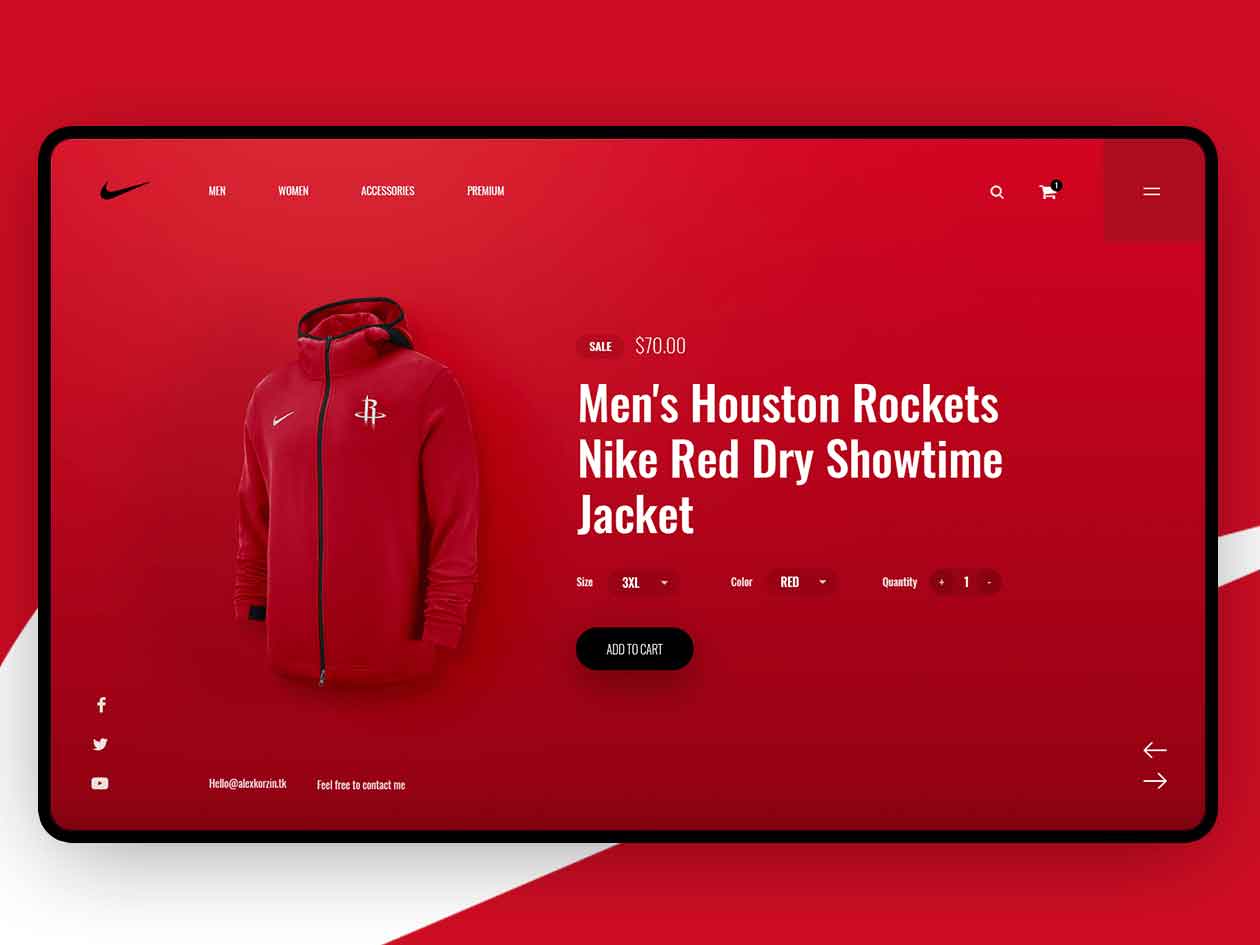 MEN WOMEN ACCESSORIES PREMIUM
1
SALE $70.00
Men's Houston Rockets
Nike Red Dry Showtime
Jacket
Size 3XL Color RED Quantity + 1 -
ADD TO CART
Hello@alexkorzin.tk Feel free to contact me